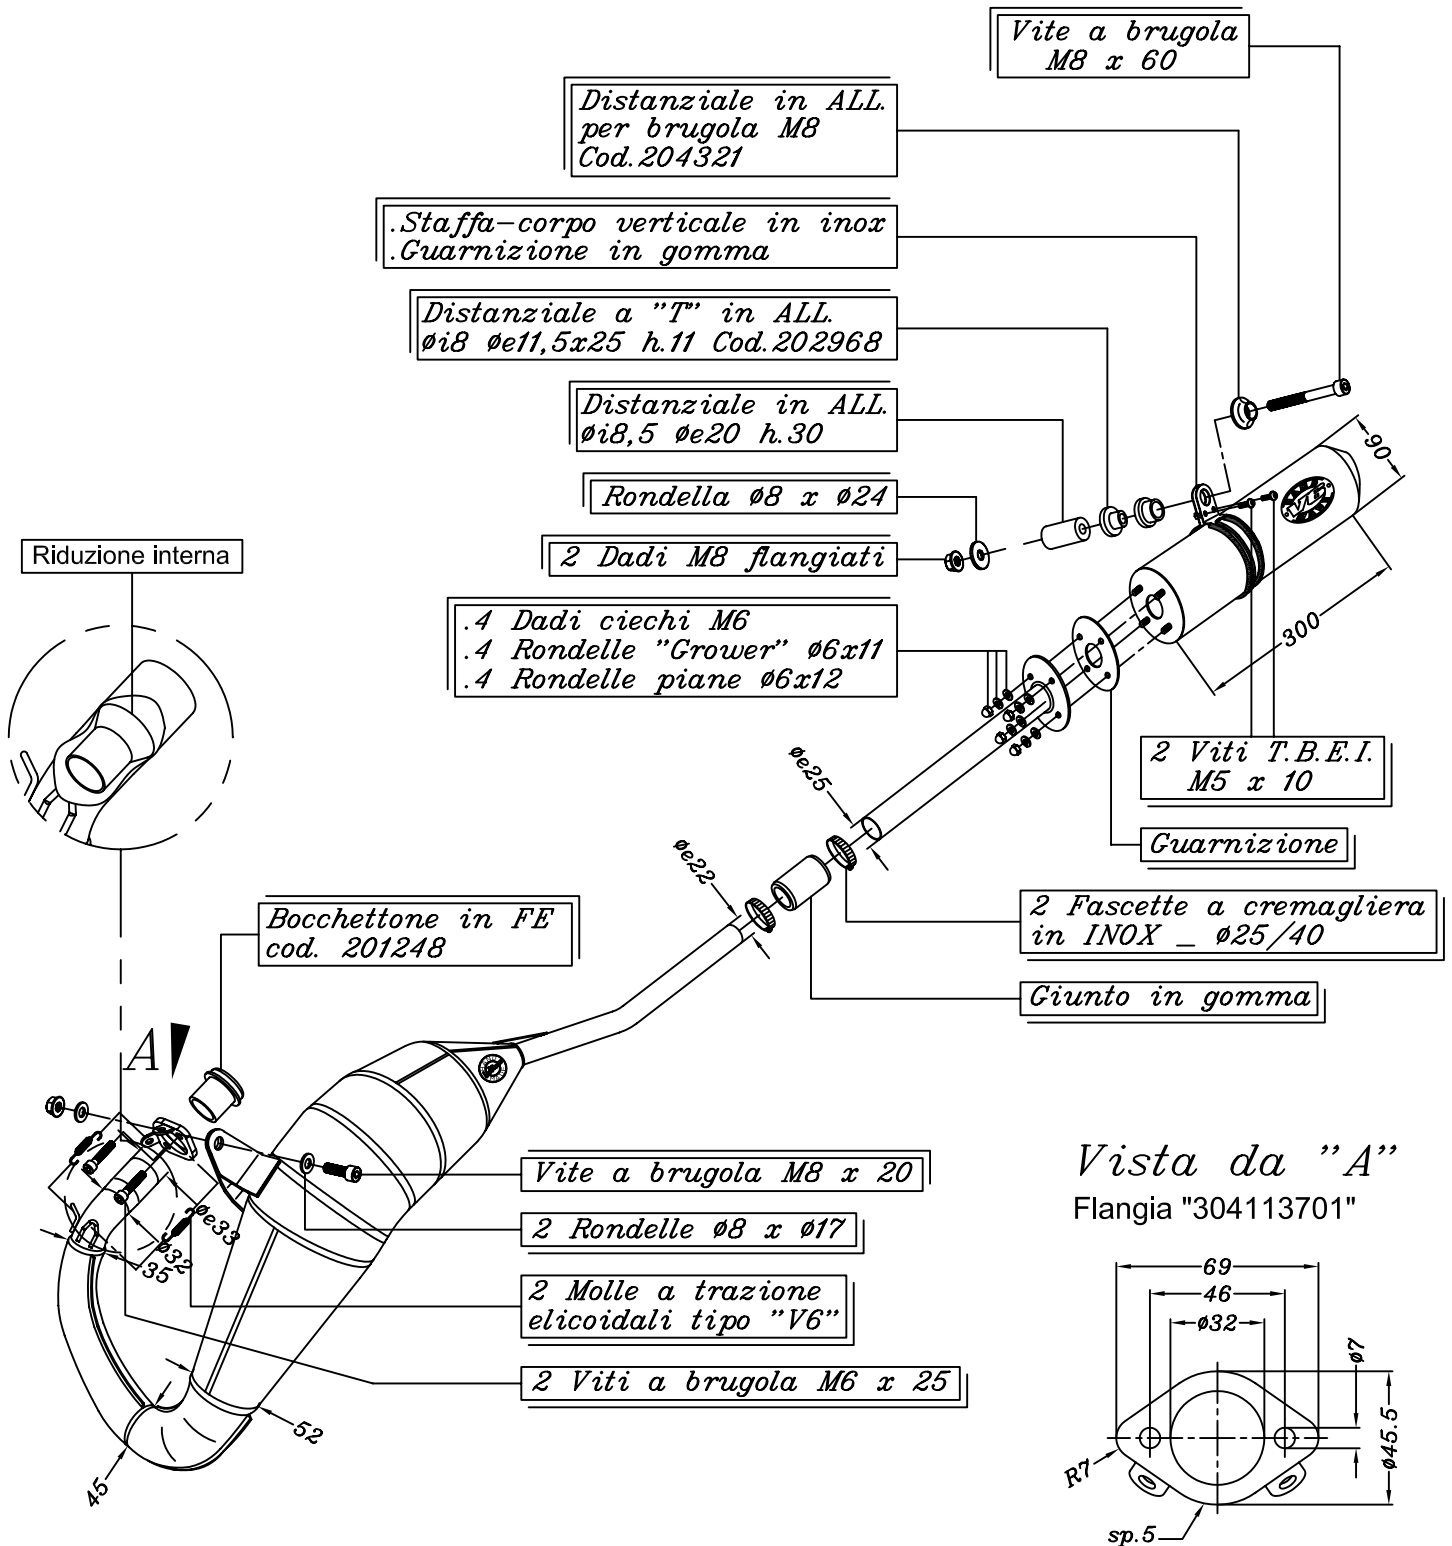 Vite a brugola
M8 x 60
Distanziale in ALL.
per brugola M8
Cod.204321
.Staffa-corpo verticale in inox
.Guarnizione in gomma
Distanziale a "T" in ALL.
øi8 øe11,5x25 h.11 Cod.202968
Distanziale in ALL.
øi8,5 øe20 h.30
90
Rondella ø8 x ø24
Riduzione interna
2 Dadi M8 flangiati
.4 Dadi ciechi M6
.4 Rondelle "Grower" ø6x11
.4 Rondelle piane ø6x12
300
2 Viti T.B.E.I.
M5 x 10
øe25
Guarnizione
øe22
2 Fascette a cremagliera
in INOX _ ø25/40
Bocchettone in FE
cod. 201248
Giunto in gomma
A
Vite a brugola M8 x 20
Vista da "A"
Flangia "304113701"
2 Rondelle ø8 x ø17
øe33
ø32
35
69
46
ø32
2 Molle a trazione
elicoidali tipo "V6"
ø7
2 Viti a brugola M6 x 25
52
ø45.5
R7
45
sp.5